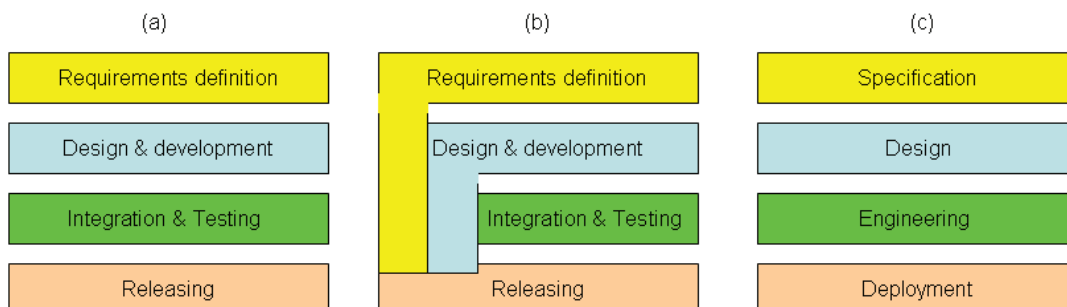 (a)
(b)
(c)
Requirements definition
Requirements definition
Specification
Design & development
Design & development
Design
Integration & Testing
Integration & Testing
Engineering
Releasing
Releasing
Deployment